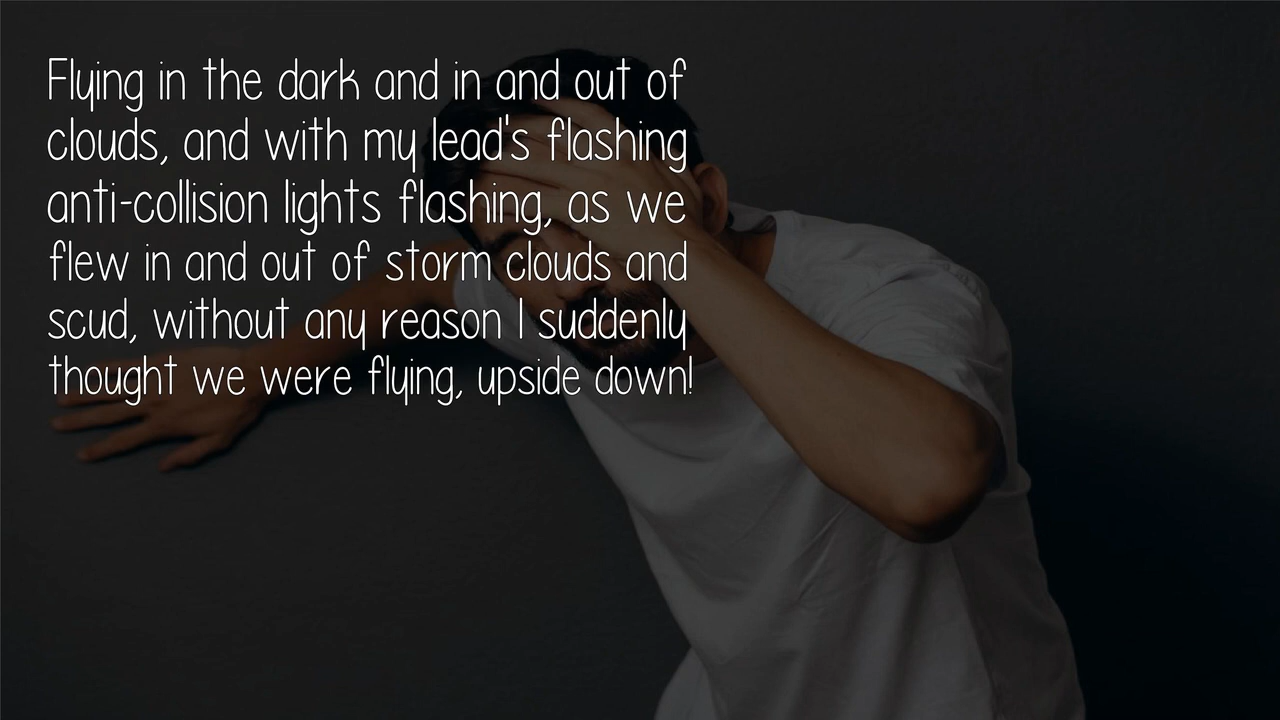 Flying in the dark and in and out of
clouds, and with my lead's flashing
anti-collision lights flashing, as we
flew in and out of storm clouds and
scud, without any reason I suddenly
thought we were flying, upside down!